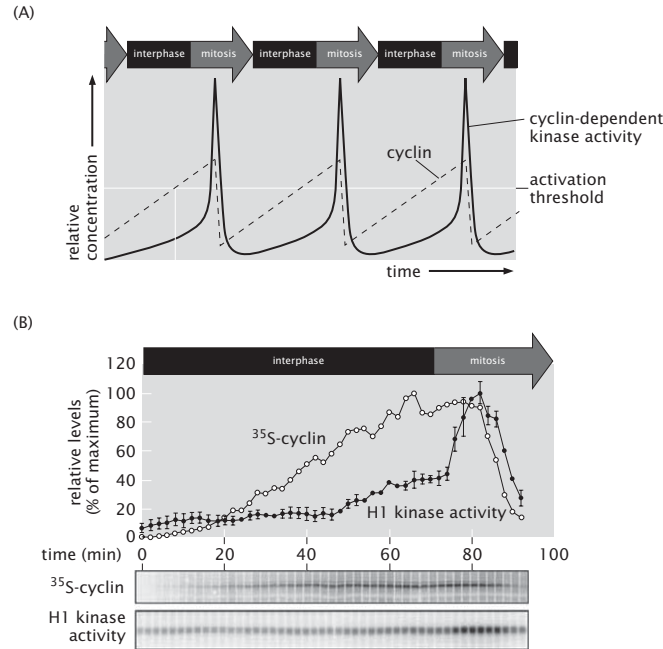 (A)
interphase mitosis interphase mitosis interphase mitosis
cyclin-dependent
kinase activity
cyclin
activation
threshold
relative
concentration
time
(B)
interphase mitosis
120
100
80
60
40
20
0
relative levels
(% of maximum)
35S-cyclin
H1 kinase activity
time (min) 0 20 40 60 80 100
35S-cyclin
H1 kinase
activity